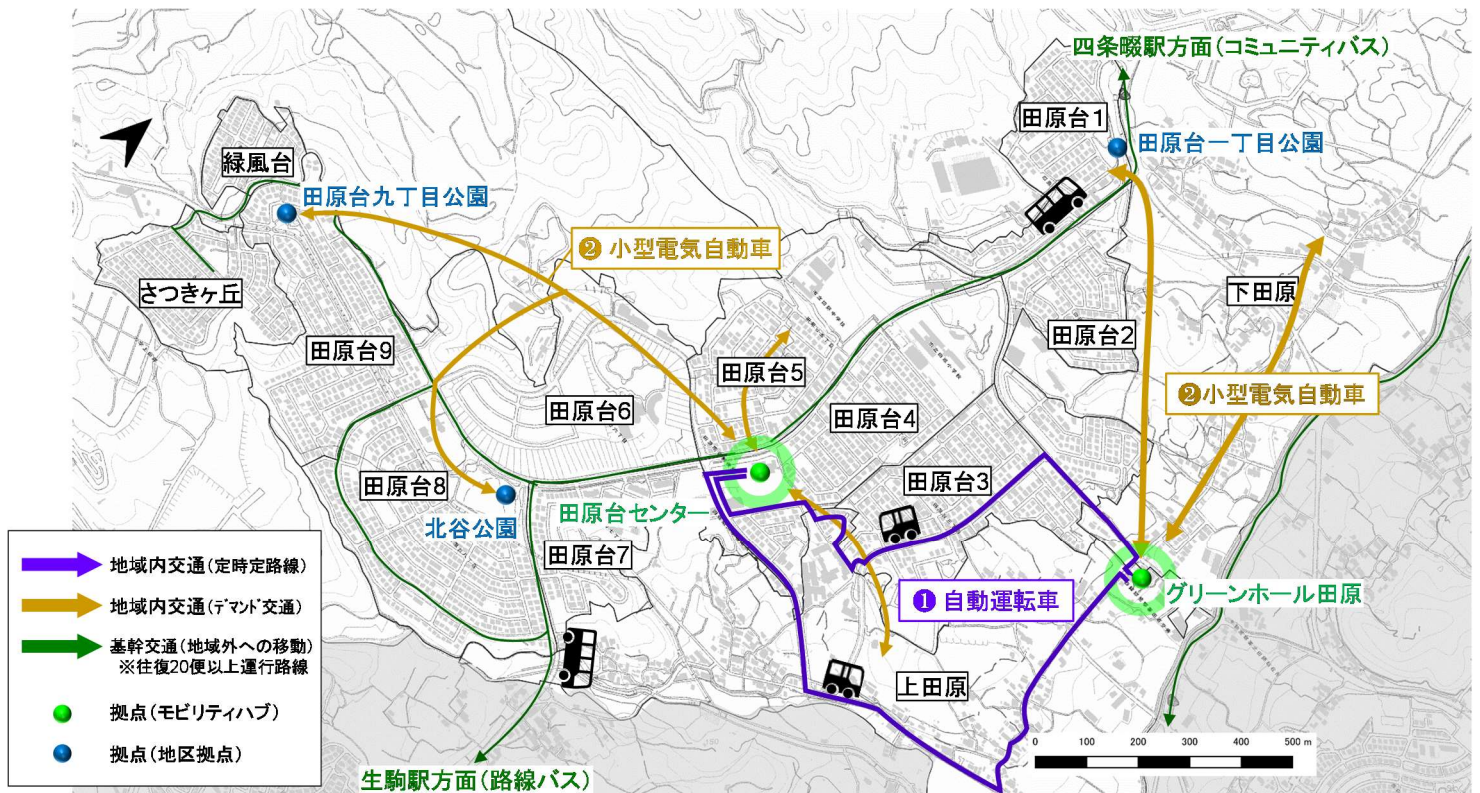 四条畷駅方面(コミュニティバス)
田原台1
田原台一丁目公園
緑風台
田原台九丁目公園
❷ 小型電気自動車
さつきヶ丘
下田原
田原台9
田原台2
田原台5
❷小型電気自動車
田原台6
田原台4
田原台8
田原台3
北谷公園
田原台センター
田原台7
グリーンホール田原
❶ 自動運転車
上田原
地域内交通(定時定路線)
地域内交通(デマンド交通)
基幹交通(地域外への移動)
※往復20便以上運行路線
拠点(モビリティハブ)
拠点(地区拠点)
0 100 200 300 400 500 m
生駒駅方面(路線バス)